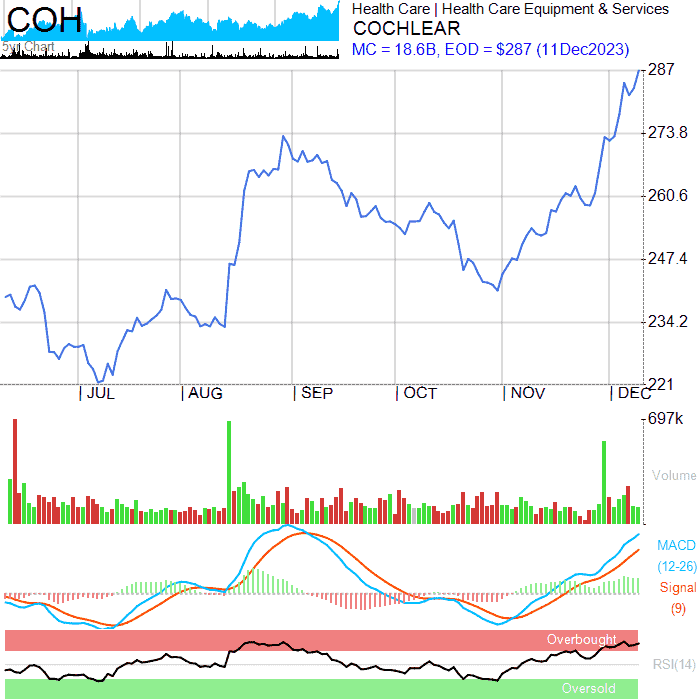 COH
5yr Chart
Health Care | Health Care Equipment & Services
COCHLEAR
MC = 18.6B, EOD = $287 (11Dec2023)
287
273.8
260.6
247.4
234.2
221
| JUL | AUG | SEP | OCT | NOV | DEC
697k
Volume
MACD
(12-26)
Signal
(9)
Overbought
RSI(14)
Oversold